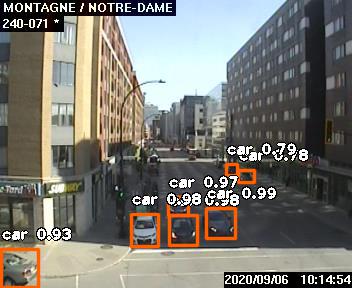 MONTAGNE / NOTRE-DAME
240-071 *
car 0.79
car 0.78
car 0.97
car 0.99
car 0.98
car 0.98
SUBWAY
car 0.93
2020/09/06 10:14:54